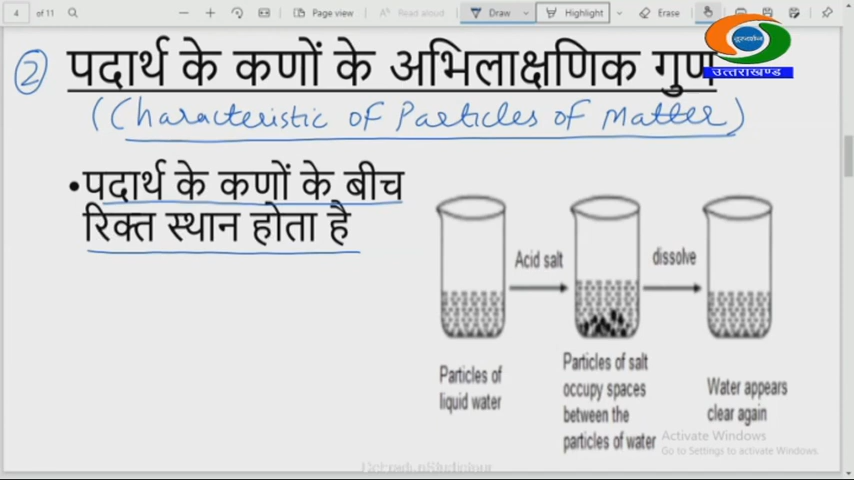 4 of 11 Page view Read aloud Draw Highlight Erase
दूरदर्शन
उत्तराखण्ड
② पदार्थ के कणों के अभिलाक्षणिक गुण
(Characteristic of Particles of Matter)
•पदार्थ के कणों के बीच
रिक्त स्थान होता है
Acid salt
dissolve
Particles of
liquid water
Particles of salt
occupy spaces
between the
particles of water
Water appears
clear again
Activate Windows
Go to Settings to activate Windows.